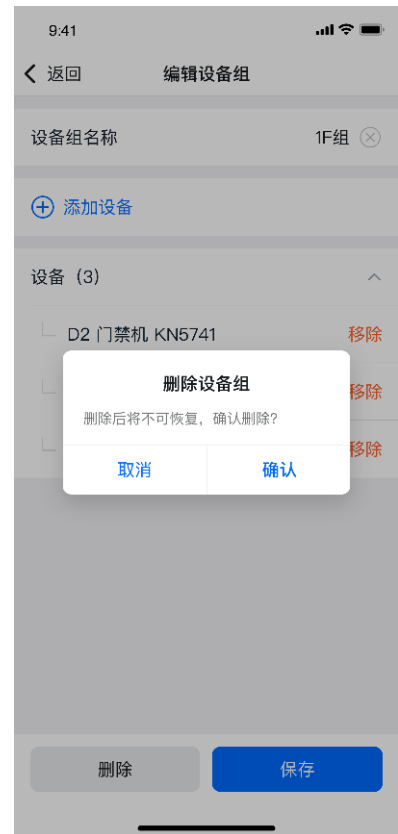 9:41
返回 编辑设备组
设备组名称 1F组
添加设备
设备（3）
D2 门禁机 KN5741 移除
删除设备组
移除
删除后将不可恢复，确认删除？
取消 确认
移除
删除 保存